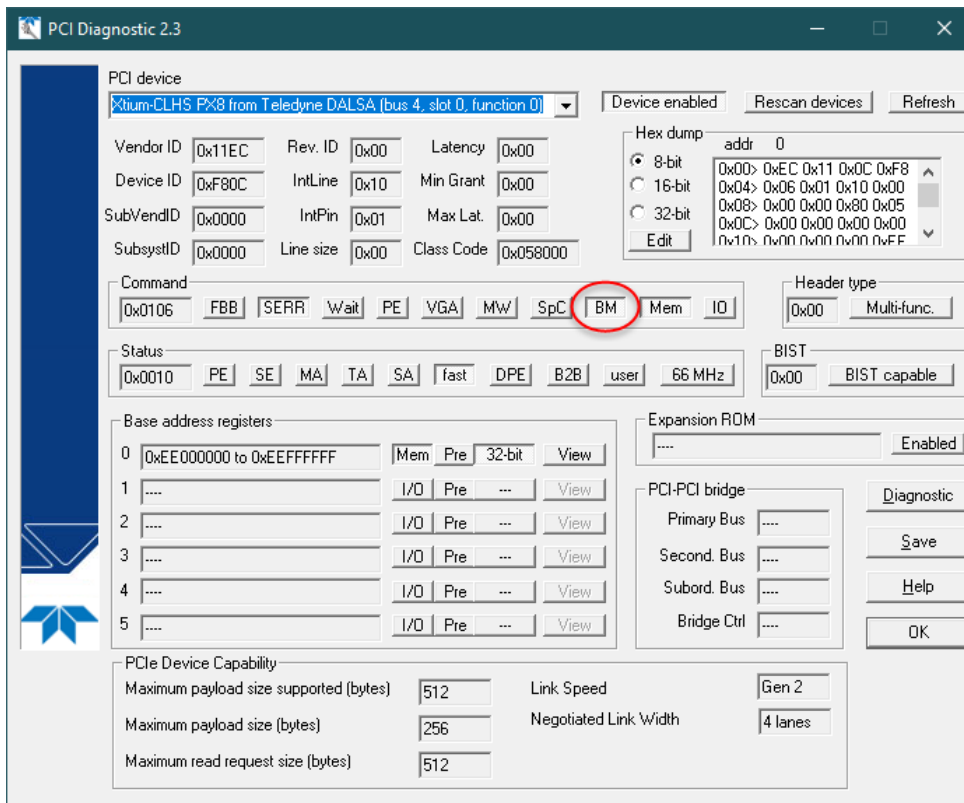 PCI Diagnostic 2.3
PCI device
Xtium-CLHS PX8 from Teledyne DALSA (bus 4, slot 0, function 0)
Device enabled Rescan devices Refresh
Vendor ID 0x11EC Rev. ID 0x00 Latency 0x00
Device ID 0xF80C IntLine 0x10 Min Grant 0x00
SubVendID 0x0000 IntPin 0x01 Max Lat. 0x00
SubsystID 0x0000 Line size 0x00 Class Code 0x058000
Hex dump addr 0
8-bit
16-bit
32-bit
Edit
0x00> 0xEC 0x11 0x0C 0xF8
0x04> 0x06 0x01 0x10 0x00
0x08> 0x00 0x00 0x80 0x05
0x0C> 0x00 0x00 0x00 0x00
0x10> 0x00 0x00 0x00 0xEE
Command
0x0106 FBB SERR Wait PE VGA MW SpC BM Mem IO
Header type
0x00 Multi-func.
Status
0x0010 PE SE MA TA SA fast DPE B2B user 66 MHz
BIST
0x00 BIST capable
Base address registers
0 0xEE000000 to 0xEEFFFFFF Mem Pre 32-bit View
1 ---- I/O Pre --- View
2 ---- I/O Pre --- View
3 ---- I/O Pre --- View
4 ---- I/O Pre --- View
5 ---- I/O Pre --- View
Expansion ROM
---- Enabled
PCI-PCI bridge
Primary Bus ----
Second. Bus ----
Subord. Bus ----
Bridge Ctrl ----
Diagnostic
Save
Help
OK
PCIe Device Capability
Maximum payload size supported (bytes) 512 Link Speed Gen 2
Maximum payload size (bytes) 256 Negotiated Link Width 4 lanes
Maximum read request size (bytes) 512